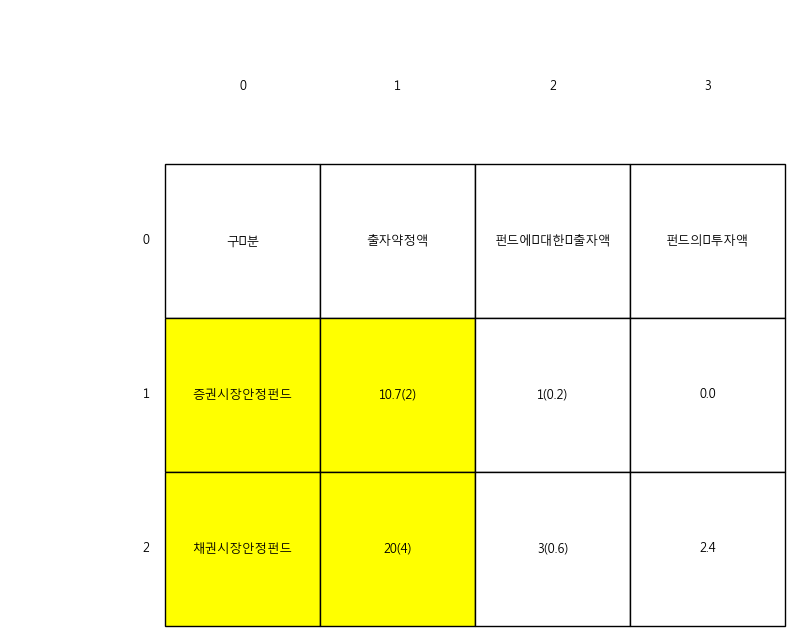 0 1 2 3
0 구□분 출자약정액 펀드에□대한□출자액 펀드의□투자액
1 증권시장안정펀드 10.7(2) 1(0.2) 0.0
2 채권시장안정펀드 20(4) 3(0.6) 2.4